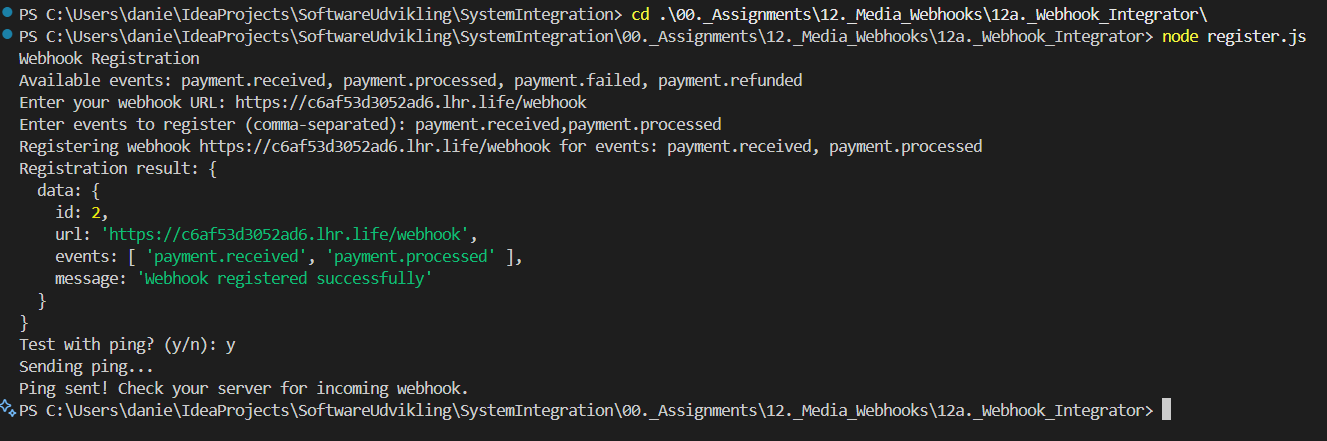 PS C:\Users\danie\IdeaProjects\SoftwareUdvikling\SystemIntegration> cd .\00._Assignments\12._Media_Webhooks\12a._Webhook_Integrator\
PS C:\Users\danie\IdeaProjects\SoftwareUdvikling\SystemIntegration\00._Assignments\12._Media_Webhooks\12a._Webhook_Integrator> node register.js
Webhook Registration
Available events: payment.received, payment.processed, payment.failed, payment.refunded
Enter your webhook URL: https://c6af53d3052ad6.lhr.life/webhook
Enter events to register (comma-separated): payment.received,payment.processed
Registering webhook https://c6af53d3052ad6.lhr.life/webhook for events: payment.received, payment.processed
Registration result: {
  data: {
    id: 2,
    url: 'https://c6af53d3052ad6.lhr.life/webhook',
    events: [ 'payment.received', 'payment.processed' ],
    message: 'Webhook registered successfully'
  }
}
Test with ping? (y/n): y
Sending ping...
Ping sent! Check your server for incoming webhook.
PS C:\Users\danie\IdeaProjects\SoftwareUdvikling\SystemIntegration\00._Assignments\12._Media_Webhooks\12a._Webhook_Integrator>